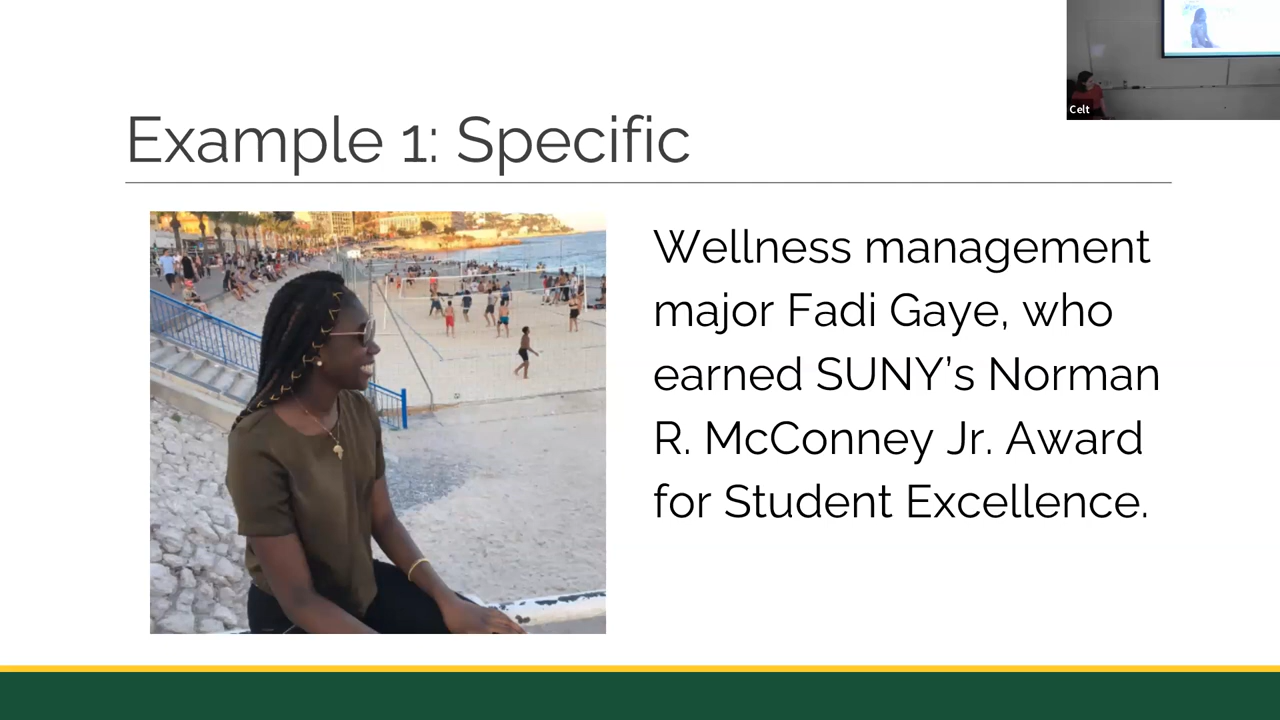 Celt
Example 1: Specific
Wellness management
major Fadi Gaye, who
earned SUNY’s Norman
R. McConney Jr. Award
for Student Excellence.